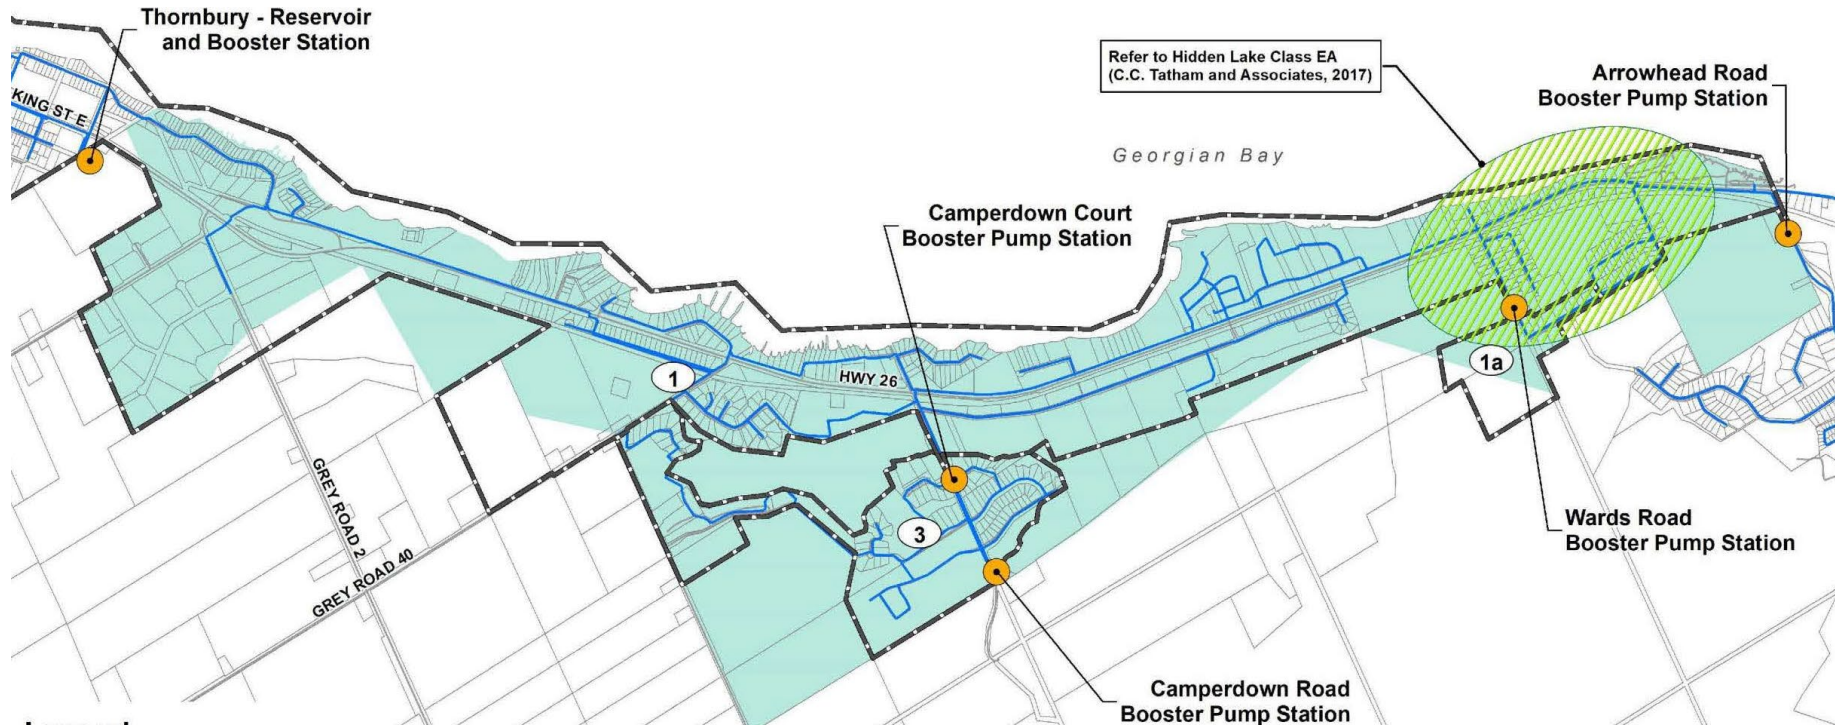 Thornbury - Reservoir
and Booster Station
KING ST E
Refer to Hidden Lake Class EA
(C.C. Tatham and Associates, 2017)
Arrowhead Road
Booster Pump Station
Georgian Bay
Camperdown Court
Booster Pump Station
1
HWY 26
1a
GREY ROAD 2
3
Wards Road
Booster Pump Station
GREY ROAD 40
Camperdown Road
Booster Pump Station